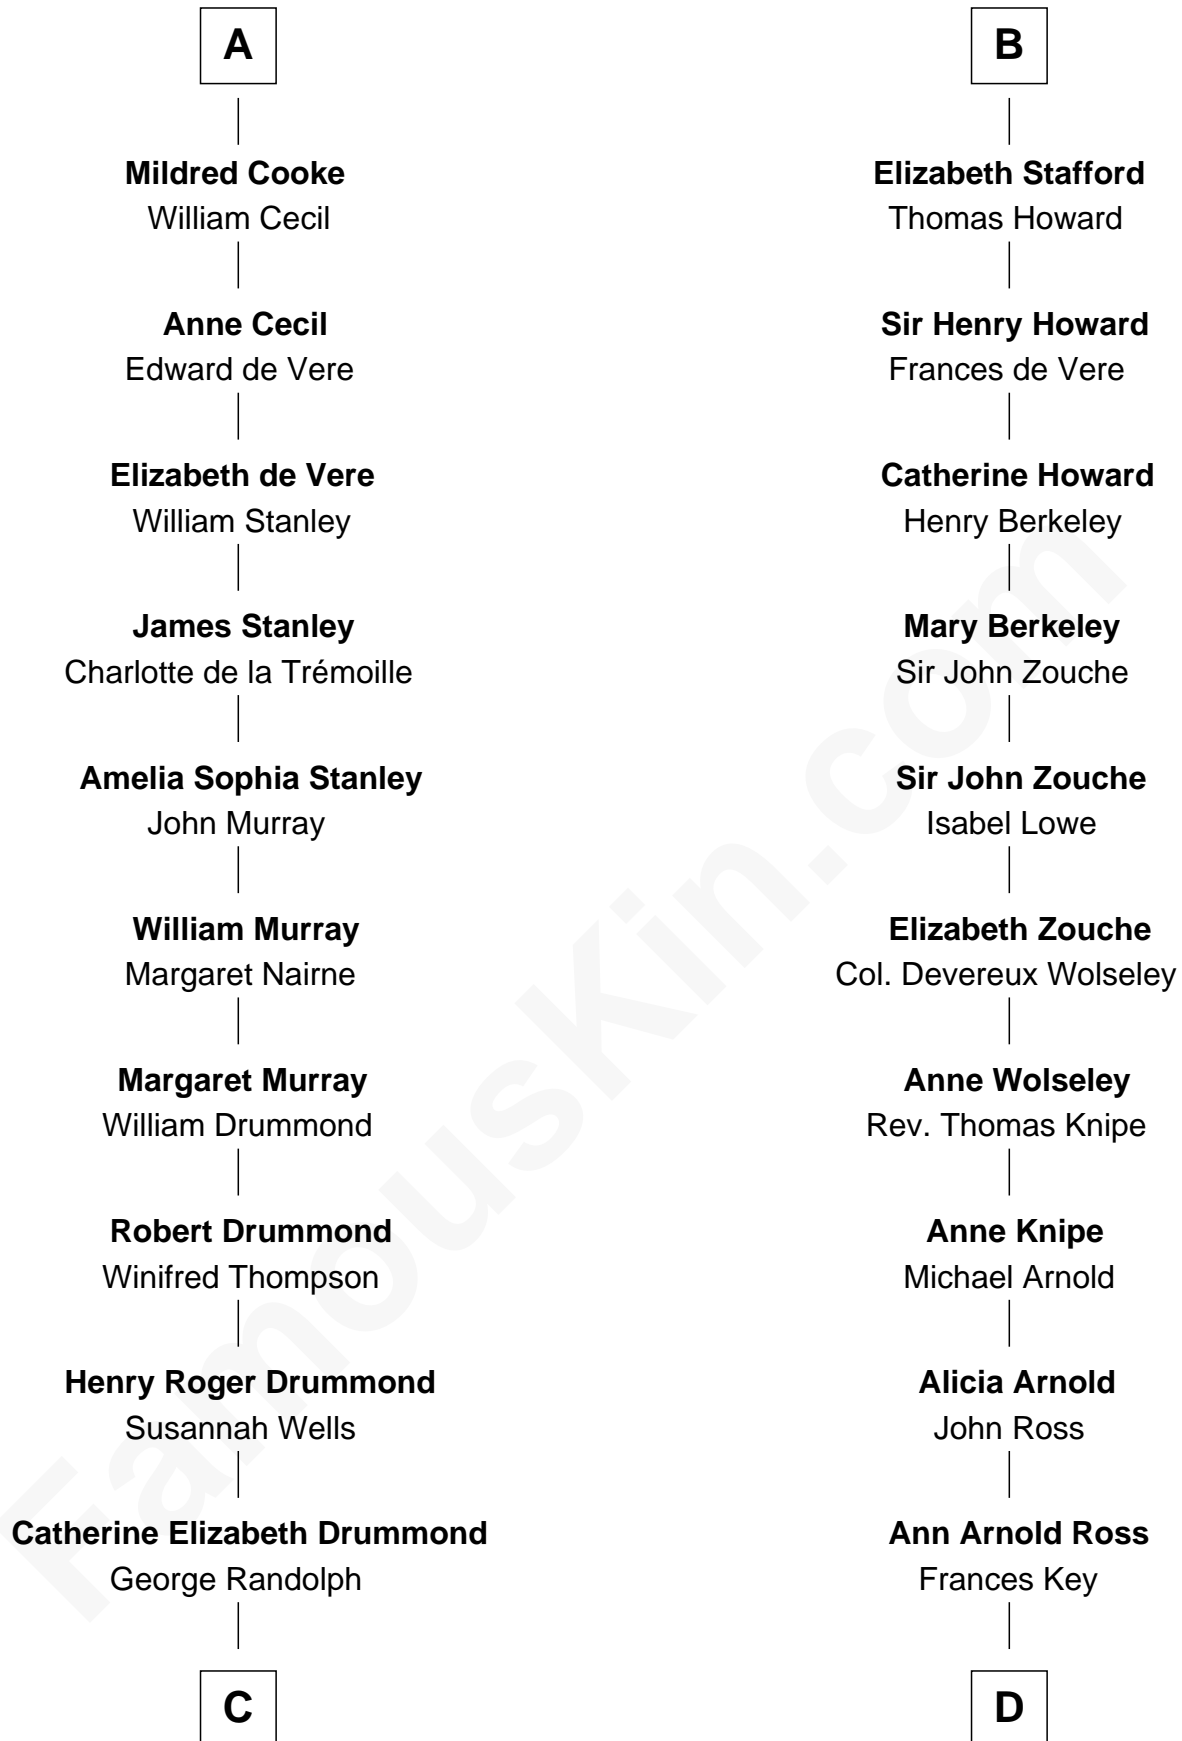 A
Mildred Cooke
William Cecil
Anne Cecil
Edward de Vere
Elizabeth de Vere
William Stanley
James Stanley
Charlotte de la Trémoille
Amelia Sophia Stanley
John Murray
William Murray
Margaret Nairne
Margaret Murray
William Drummond
Robert Drummond
Winifred Thompson
Henry Roger Drummond
Susannah Wells
Catherine Elizabeth Drummond
George Randolph
C
B
Elizabeth Stafford
Thomas Howard
Sir Henry Howard
Frances de Vere
Catherine Howard
Henry Berkeley
Mary Berkeley
Sir John Zouche
Sir John Zouche
Isabel Lowe
Elizabeth Zouche
Col. Devereux Wolseley
Anne Wolseley
Rev. Thomas Knipe
Anne Knipe
Michael Arnold
Alicia Arnold
John Ross
Ann Arnold Ross
Frances Key
D
FamousKin.com